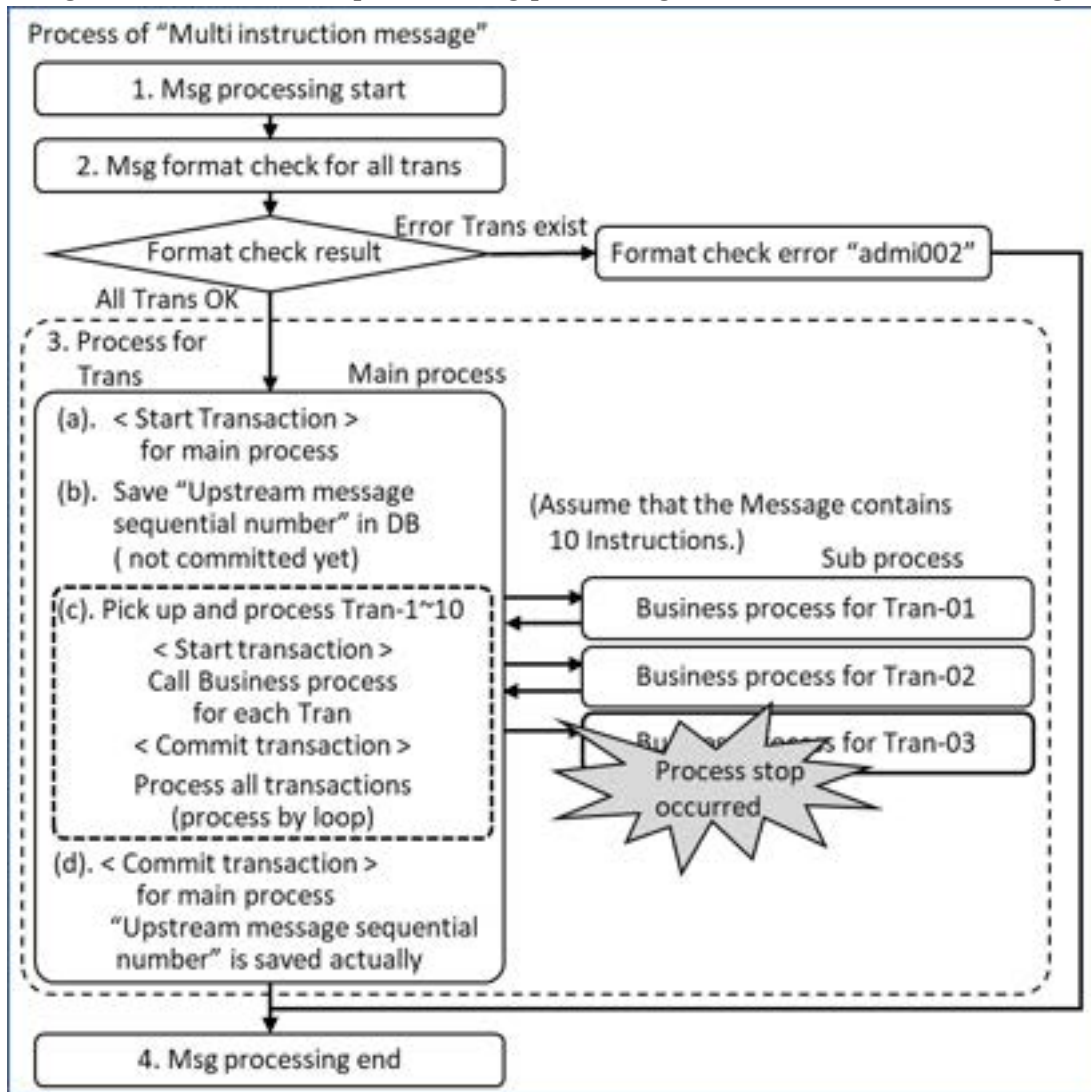 Process of “Multi instruction message”
1. Msg processing start
2. Msg format check for all trans
Error Trans exist
Format check result
Format check error “admi002”
All Trans OK
3. Process for
Trans
Main process
(a). < Start Transaction >
for main process
(b). Save “Upstream message
sequential number” in DB
( not committed yet)
(Assume that the Message contains
10 Instructions.)
Sub process
(c). Pick up and process Tran-1~10
< Start transaction >
Call Business process
for each Tran
< Commit transaction >
Process all transactions
(process by loop)
Business process for Tran-01
Business process for Tran-02
for Tran-03
Process stop
occurred
(d). < Commit transaction >
for main process
“Upstream message sequential
number” is saved actually
4. Msg processing end